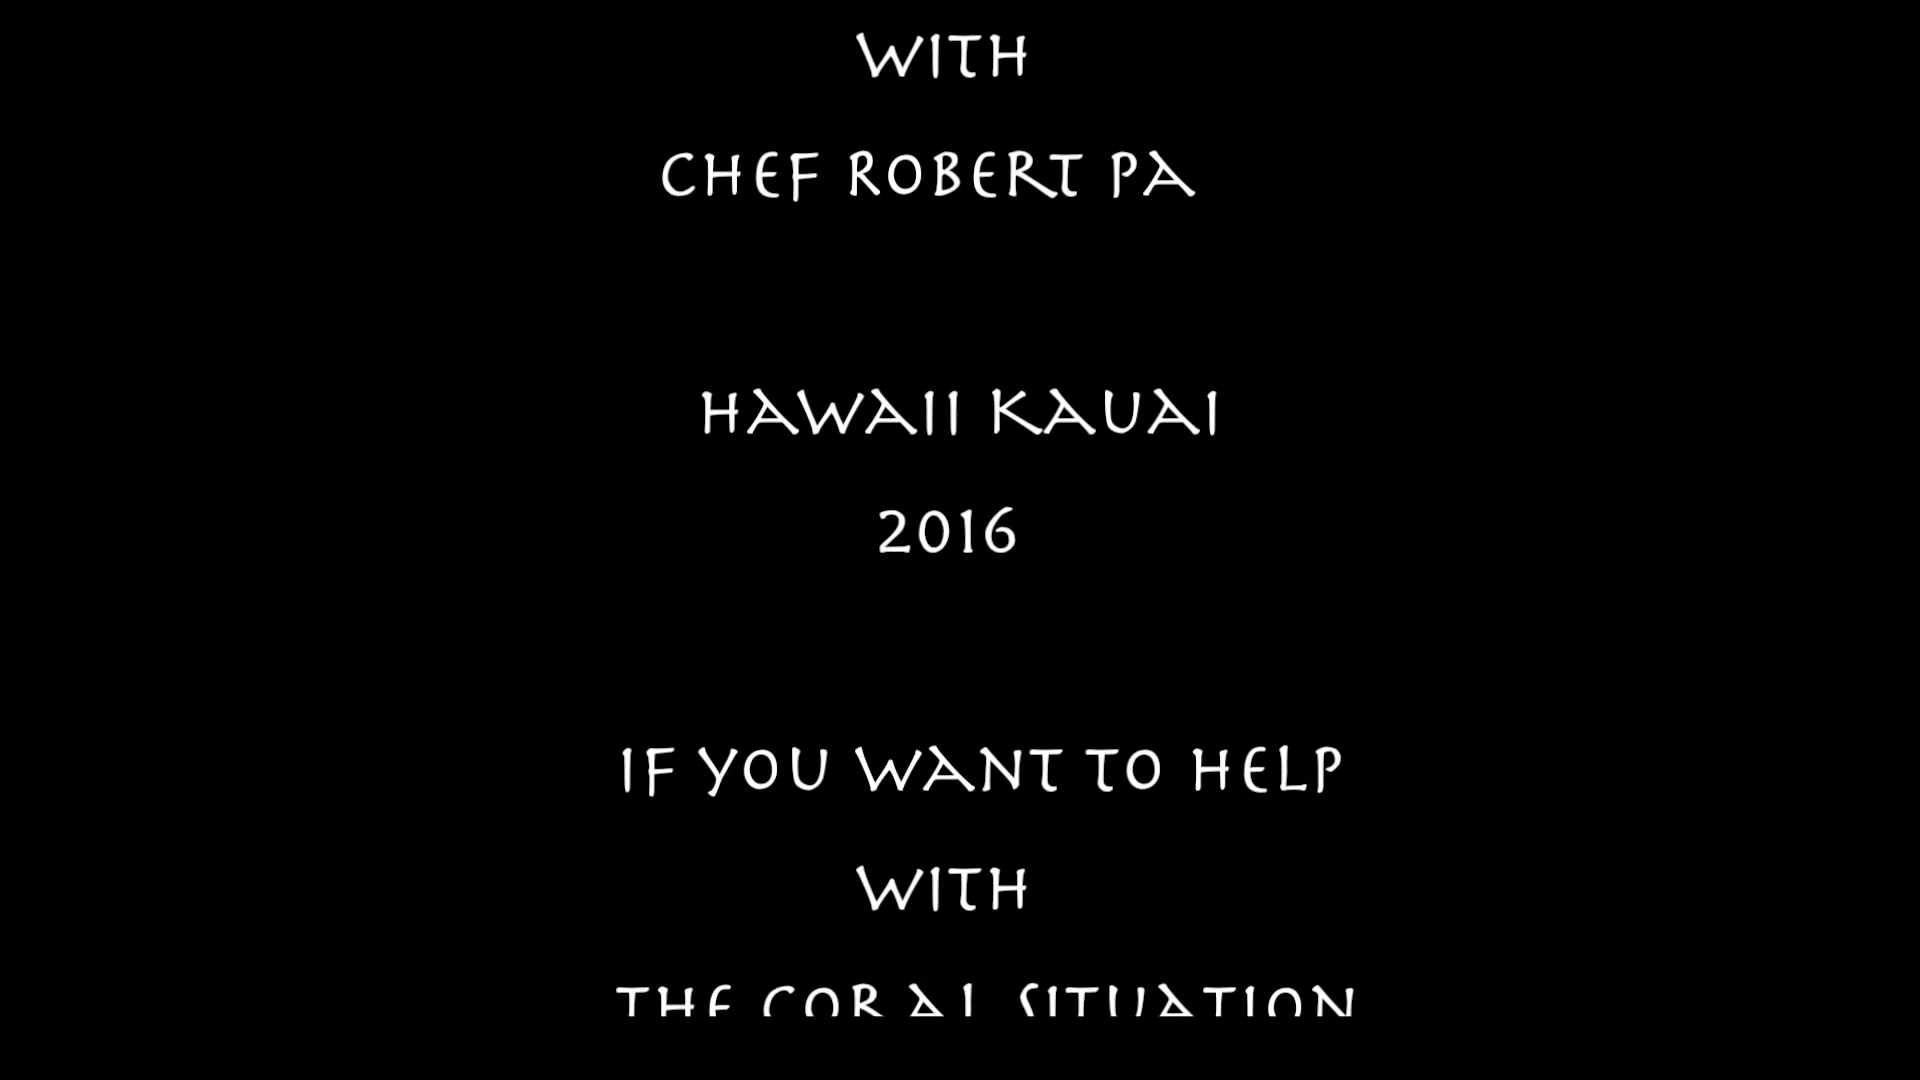 WITH
CHEF ROBERT PA
HAWAII KAUAI
2016
IF YOU WANT TO HELP
WITH
THE CORAL SITUATION